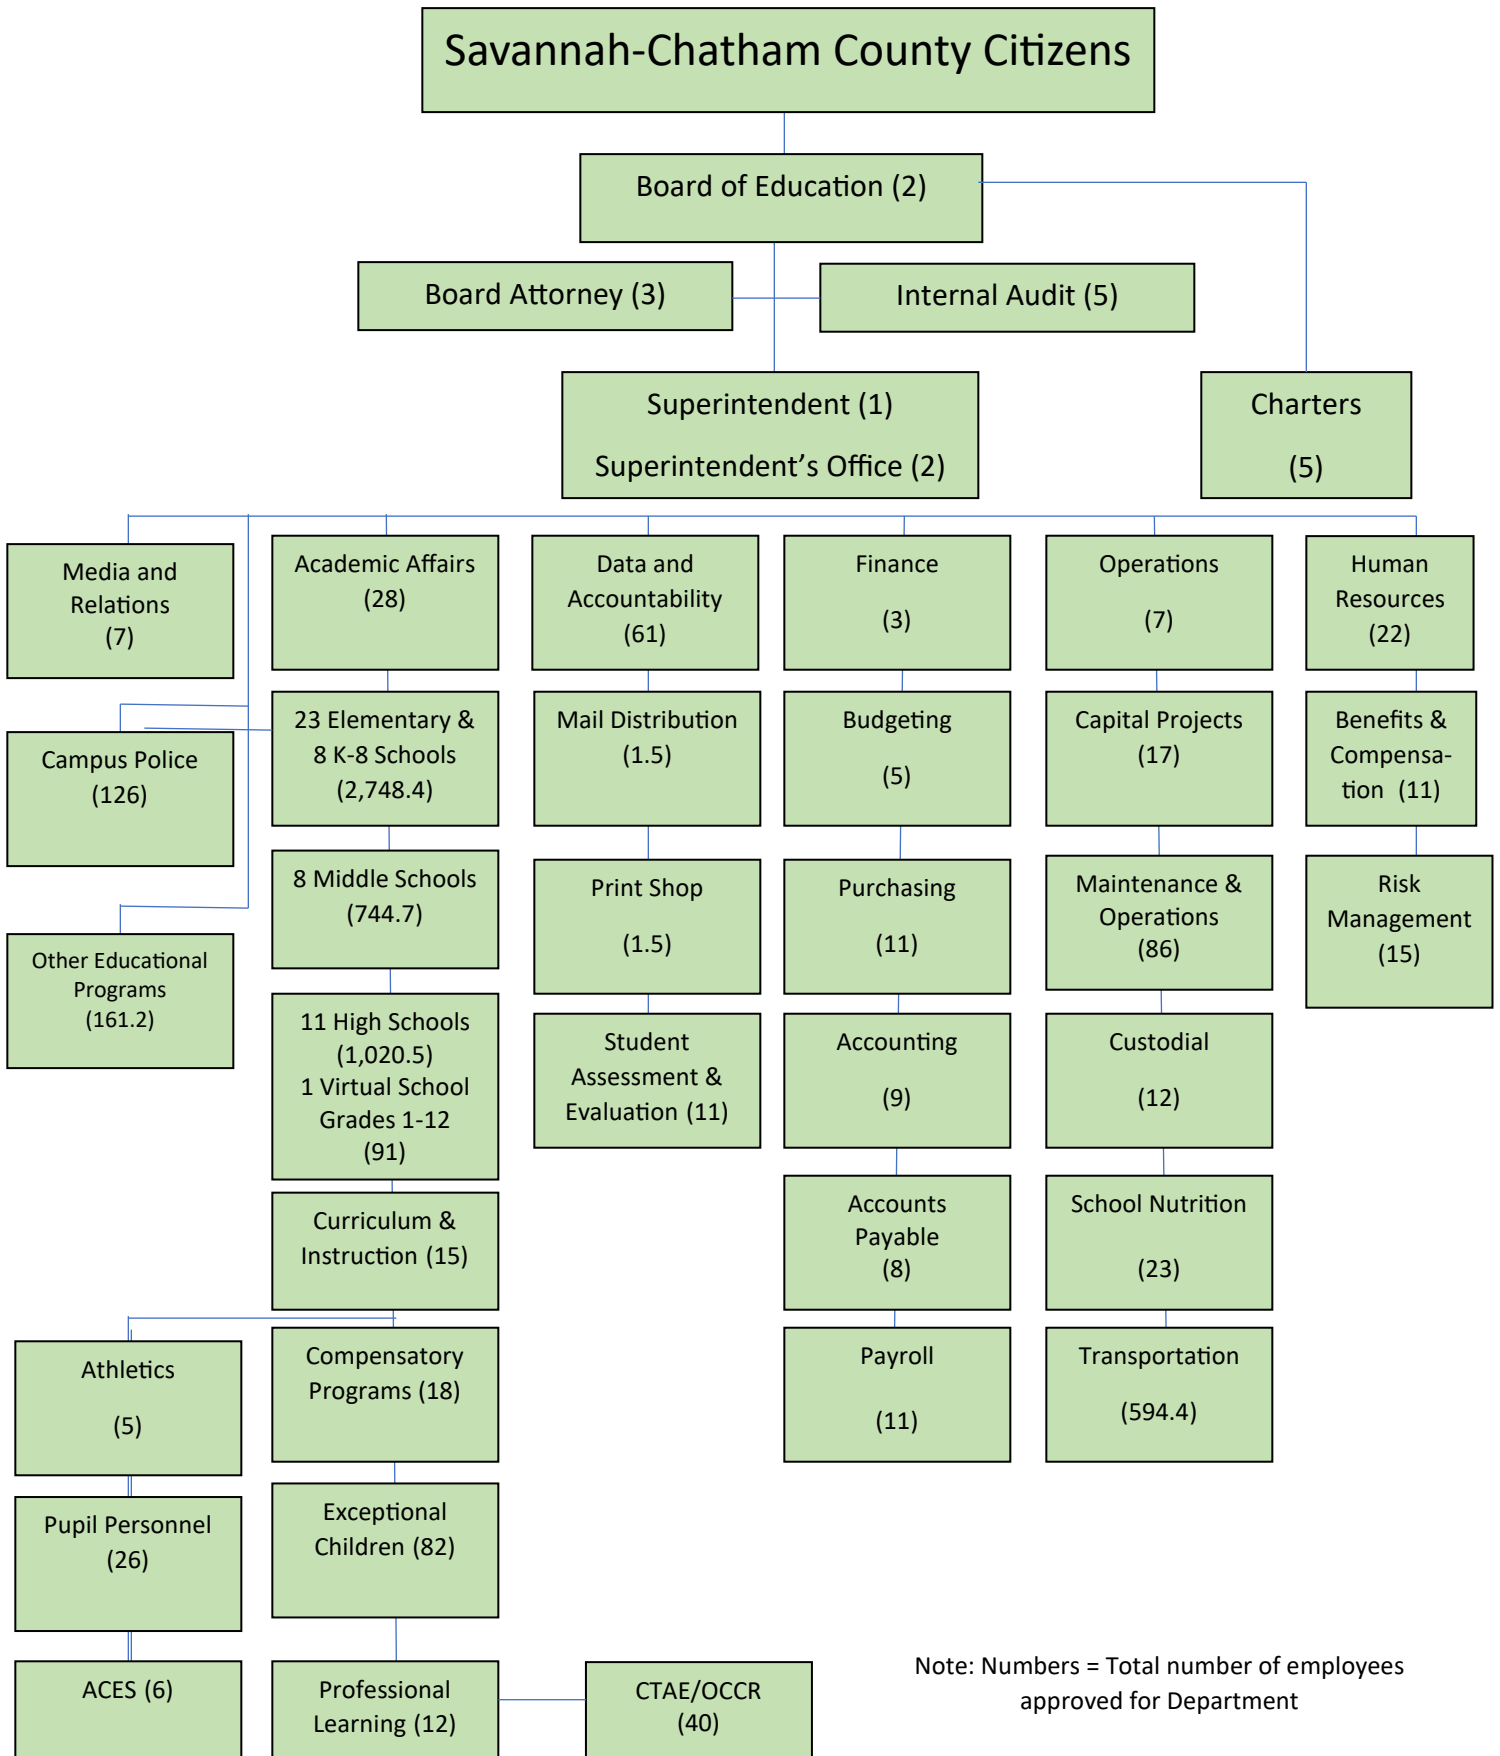 Savannah-Chatham County Citizens
Board of Education (2)
Board Attorney (3)
Internal Audit (5)
Superintendent (1)
Superintendent’s Office (2)
Charters
(5)
Media and
Relations
(7)
Academic Affairs
(28)
Data and
Accountability
(61)
Finance
(3)
Operations
(7)
Human
Resources
(22)
Campus Police
(126)
23 Elementary &
8 K-8 Schools
(2,748.4)
Mail Distribution
(1.5)
Budgeting
(5)
Capital Projects
(17)
Benefits &
Compensa-
tion (11)
Other Educational
Programs
(161.2)
8 Middle Schools
(744.7)
Print Shop
(1.5)
Purchasing
(11)
Maintenance &
Operations
(86)
Risk
Management
(15)
11 High Schools
(1,020.5)
1 Virtual School
Grades 1-12
(91)
Student
Assessment &
Evaluation (11)
Accounting
(9)
Custodial
(12)
Curriculum &
Instruction (15)
Accounts
Payable
(8)
School Nutrition
(23)
Athletics
(5)
Compensatory
Programs (18)
Payroll
(11)
Transportation
(594.4)
Pupil Personnel
(26)
Exceptional
Children (82)
ACES (6)
Professional
Learning (12)
CTAE/OCCR
(40)
Note: Numbers = Total number of employees
approved for Department